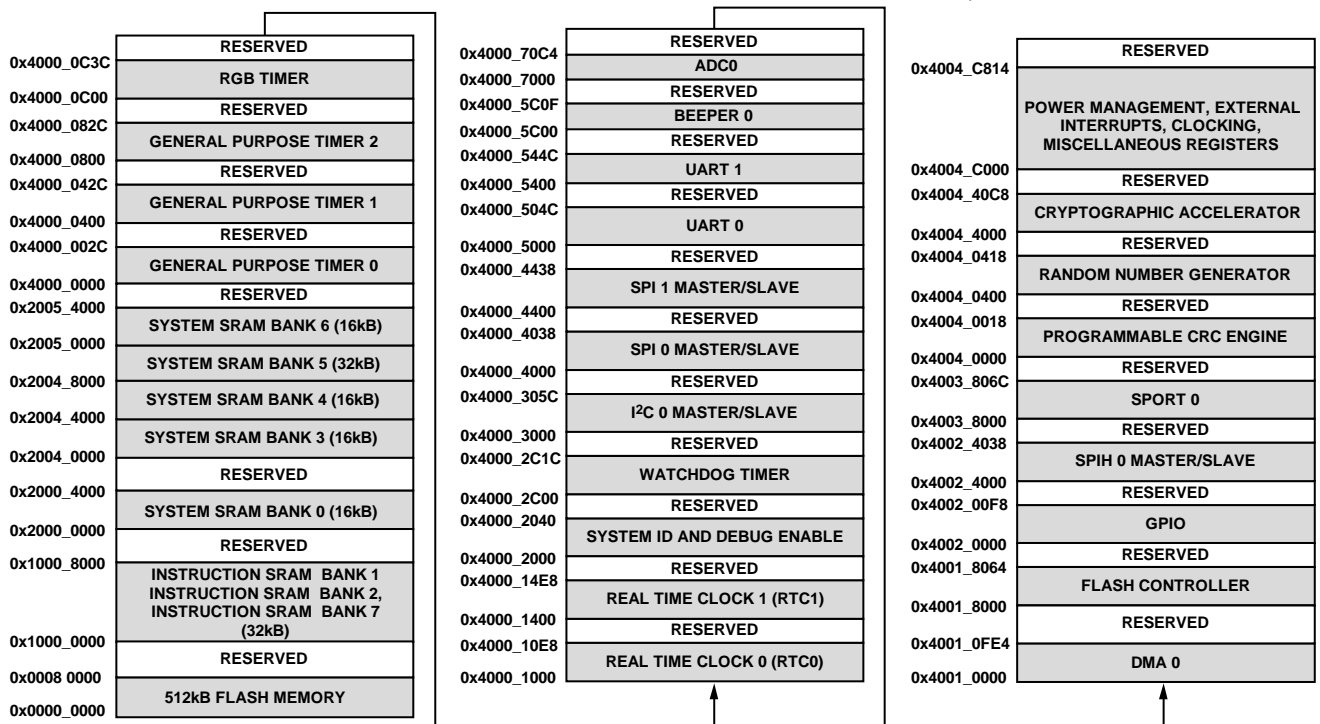 RESERVED
0x4000_0C3C
RGB TIMER
0x4000_0C00
RESERVED
0x4000_082C
GENERAL PURPOSE TIMER 2
0x4000_0800
RESERVED
0x4000_042C
GENERAL PURPOSE TIMER 1
0x4000_0400
RESERVED
0x4000_002C
GENERAL PURPOSE TIMER 0
0x4000_0000
RESERVED
0x2005_4000
SYSTEM SRAM BANK 6 (16kB)
0x2005_0000
SYSTEM SRAM BANK 5 (32kB)
0x2004_8000
SYSTEM SRAM BANK 4 (16kB)
0x2004_4000
SYSTEM SRAM BANK 3 (16kB)
0x2004_0000
RESERVED
0x2000_4000
SYSTEM SRAM BANK 0 (16kB)
0x2000_0000
RESERVED
0x1000_8000
INSTRUCTION SRAM BANK 1
INSTRUCTION SRAM BANK 2,
INSTRUCTION SRAM BANK 7
(32kB)
0x1000_0000
RESERVED
0x0008 0000
512kB FLASH MEMORY
0x0000_0000
RESERVED
0x4000_70C4
ADC0
0x4000_7000
RESERVED
0x4000_5C0F
BEEPER 0
0x4000_5C00
RESERVED
0x4000_544C
UART 1
0x4000_5400
RESERVED
0x4000_504C
UART 0
0x4000_5000
RESERVED
0x4000_4438
SPI 1 MASTER/SLAVE
0x4000_4400
RESERVED
0x4000_4038
SPI 0 MASTER/SLAVE
0x4000_4000
RESERVED
0x4000_305C
I2C 0 MASTER/SLAVE
0x4000_3000
RESERVED
0x4000_2C1C
WATCHDOG TIMER
0x4000_2C00
RESERVED
0x4000_2040
SYSTEM ID AND DEBUG ENABLE
0x4000_2000
RESERVED
0x4000_14E8
REAL TIME CLOCK 1 (RTC1)
0x4000_1400
RESERVED
0x4000_10E8
REAL TIME CLOCK 0 (RTC0)
0x4000_1000
RESERVED
0x4004_C814
POWER MANAGEMENT, EXTERNAL
INTERRUPTS, CLOCKING,
MISCELLANEOUS REGISTERS
0x4004_C000
RESERVED
0x4004_40C8
CRYPTOGRAPHIC ACCELERATOR
0x4004_4000
RESERVED
0x4004_0418
RANDOM NUMBER GENERATOR
0x4004_0400
RESERVED
0x4004_0018
PROGRAMMABLE CRC ENGINE
0x4004_0000
RESERVED
0x4003_806C
SPORT 0
0x4003_8000
RESERVED
0x4002_4038
SPIH 0 MASTER/SLAVE
0x4002_4000
RESERVED
0x4002_00F8
GPIO
0x4002_0000
RESERVED
0x4001_8064
FLASH CONTROLLER
0x4001_8000
RESERVED
0x4001_0FE4
DMA 0
0x4001_0000